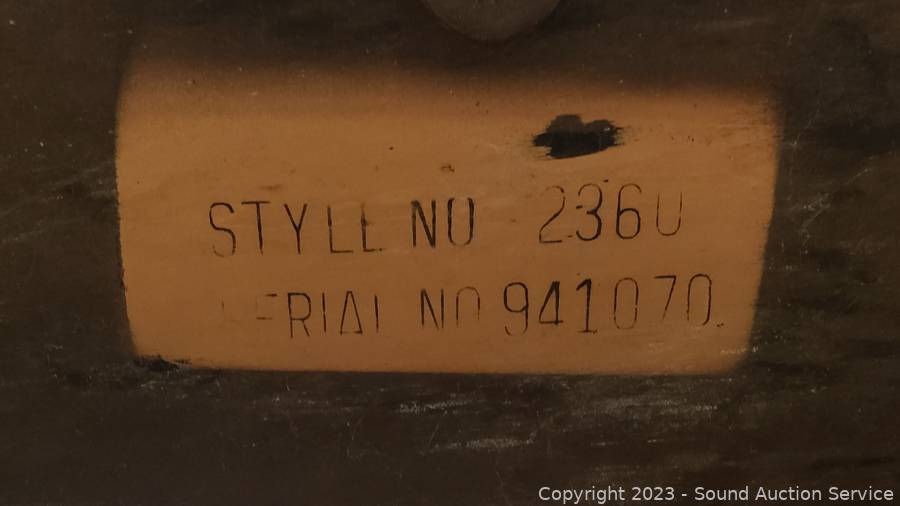 STYLE NO 2360
SERIAL NO 941070
Copyright 2023 - Sound Auction Service